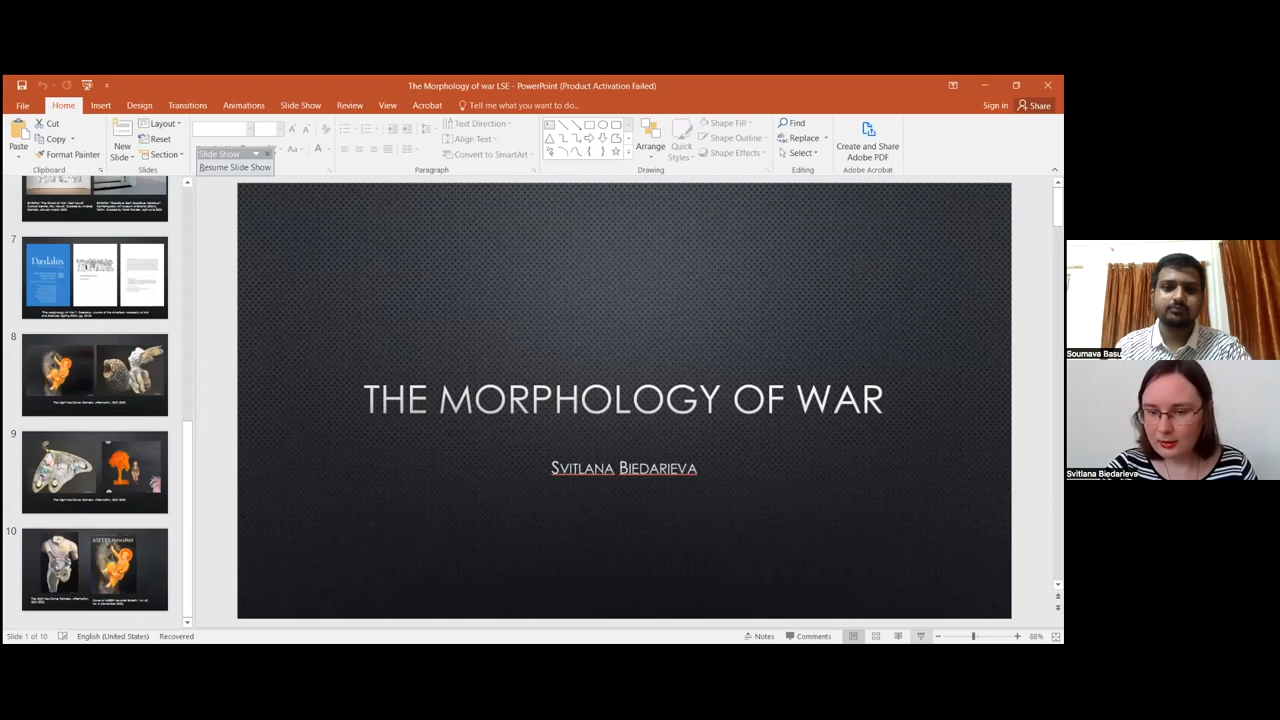 The Morphology of war LSE - PowerPoint (Product Activation Failed)
File Home Insert Design Transitions Animations Slide Show Review View Acrobat Tell me what you want to do... Sign in Share
Paste
Cut
Copy
Format Painter
Clipboard
New Slide
Layout
Reset
Section
Slides
Slide Show
Resume Slide Show
Text Direction
Align Text
Convert to SmartArt
Paragraph
Arrange
Quick Styles
Shape Fill
Shape Outline
Shape Effects
Drawing
Find
Replace
Select
Editing
Create and Share Adobe PDF
Adobe Acrobat
7
Dædalus
8
9
10
ASEEES NewsNet
THE MORPHOLOGY OF WAR
SVITLANA BIEDARIEVA
Soumava Basu
Svitlana Biedarieva
Slide 1 of 10 English (United States) Recovered Notes Comments 88%